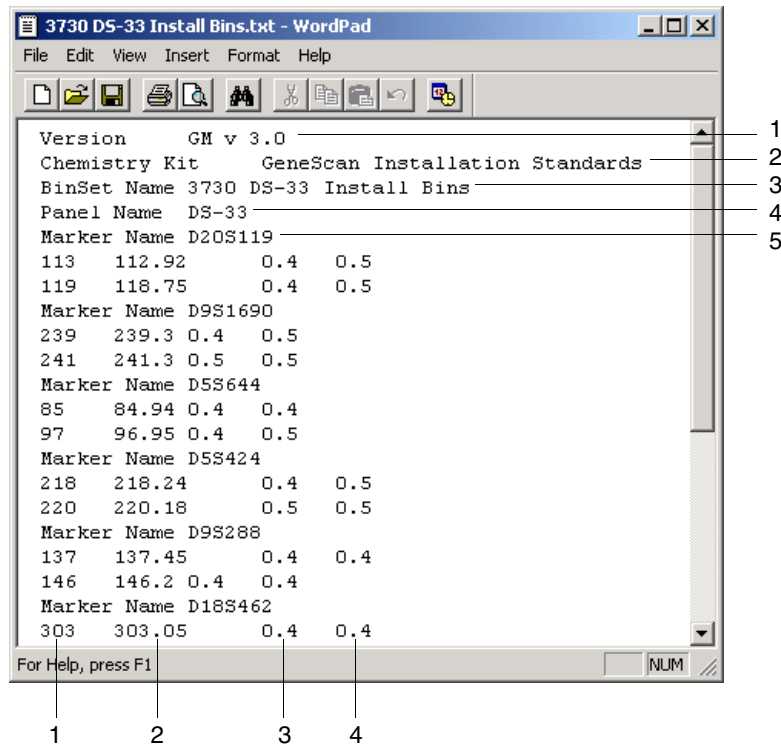 3730 DS-33 Install Bins.txt - WordPad
File Edit View Insert Format Help
Version GM v 3.0 1
Chemistry Kit GeneScan Installation Standards 2
BinSet Name 3730 DS-33 Install Bins 3
Panel Name DS-33 4
Marker Name D20S119 5
113 112.92 0.4 0.5
119 118.75 0.4 0.5
Marker Name D9S1690
239 239.3 0.4 0.5
241 241.3 0.5 0.5
Marker Name D5S644
85 84.94 0.4 0.4
97 96.95 0.4 0.5
Marker Name D5S424
218 218.24 0.4 0.5
220 220.18 0.5 0.5
Marker Name D9S288
137 137.45 0.4 0.4
146 146.2 0.4 0.4
Marker Name D18S462
303 303.05 0.4 0.4
For Help, press F1 NUM
1 2 3 4